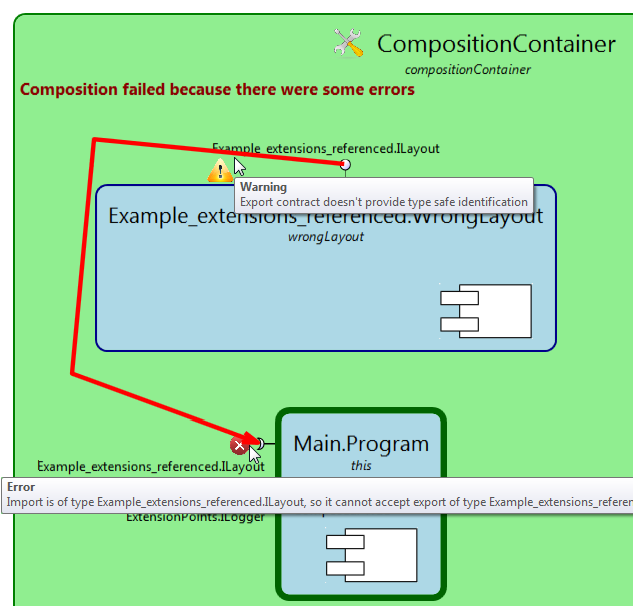 CompositionContainer
compositionContainer
Composition failed because there were some errors
Example_extensions_referenced.ILayout
Warning
Export contract doesn't provide type safe identification
Example_extensions_referenced.WrongLayout
wrongLayout
Main.Program
this
Example_extensions_referenced.ILayout
Error
Import is of type Example_extensions_referenced.ILayout, so it cannot accept export of type Example_extensions_referen
ExtensionPoints.ILogger